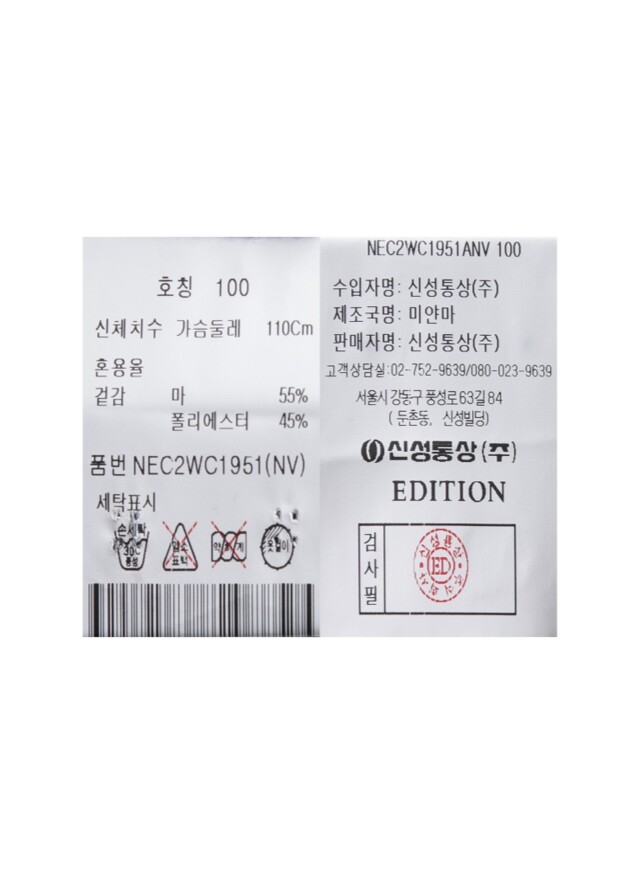 호칭 100
신체치수 가슴둘레 110Cm
혼용율
겉감 마 55%
폴리에스터 45%
품번 NEC2WC1951(NV)
세탁표시
손세탁
30℃
중성
염소
표백
약하게
옷걸이
NEC2WC1951ANV 100
수입자명: 신성통상(주)
제조국명: 미얀마
판매자명: 신성통상(주)
고객상담실:02-752-9639/080-023-9639
서울시 강동구 풍성로63길 84
( 둔촌동, 신성빌딩)
신성통상(주)
EDITION
검사필
ED